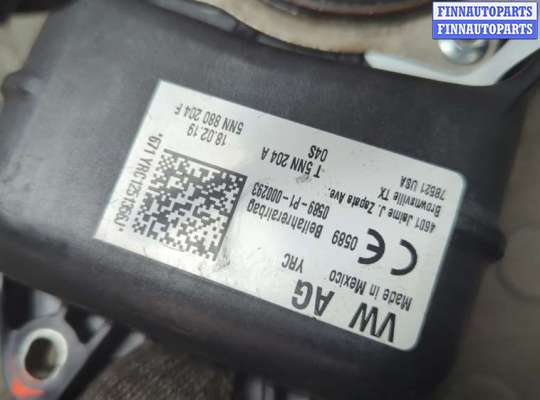 FINNAUTOPARTS
FINNAUTOPARTS
VW AG
Made in Mexico YRC
4601 Jaime J. Zapata Ave.
Brownsville TX
78521 USA
CE 0589
Beifahrerairbag
0589-P1-000293
T 5NN 204 A
04S
18.02.19
5NN 880 204 F